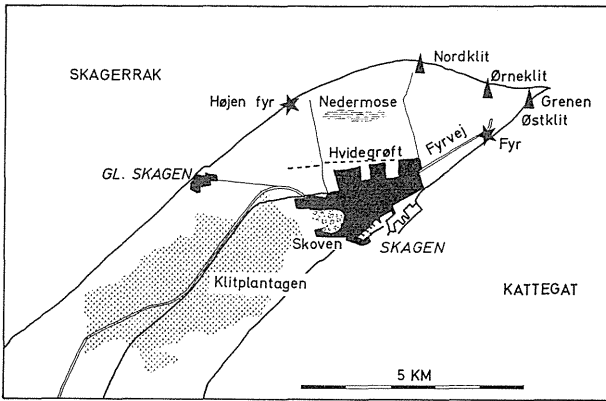 Nordklit
SKAGERRAK
Ørneklit
Højen fyr
Nedermose
Grenen
Østklit
Fyrvej
Fyr
Hvidegrøft
GL. SKAGEN
Skoven
SKAGEN
Klitplantagen
KATTEGAT
5 KM